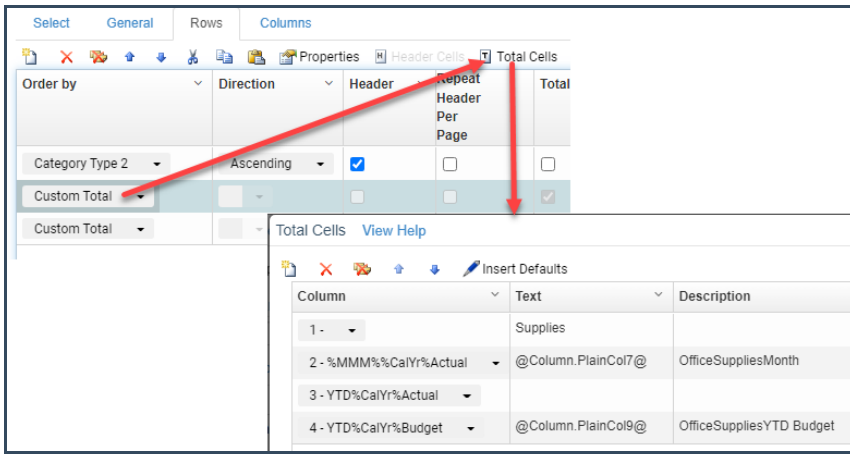 Select General Rows Columns
Properties H Header Cells T Total Cells
Order by Direction Header Repeat Total
Header
Per
Page
Category Type 2 Ascending
Custom Total
Custom Total
Total Cells View Help
Insert Defaults
Column Text Description
1 - Supplies
2 - %MMM%%CalYr%Actual @Column.PlainCol7@ OfficeSuppliesMonth
3 - YTD%CalYr%Actual
4 - YTD%CalYr%Budget @Column.PlainCol9@ OfficeSuppliesYTD Budget